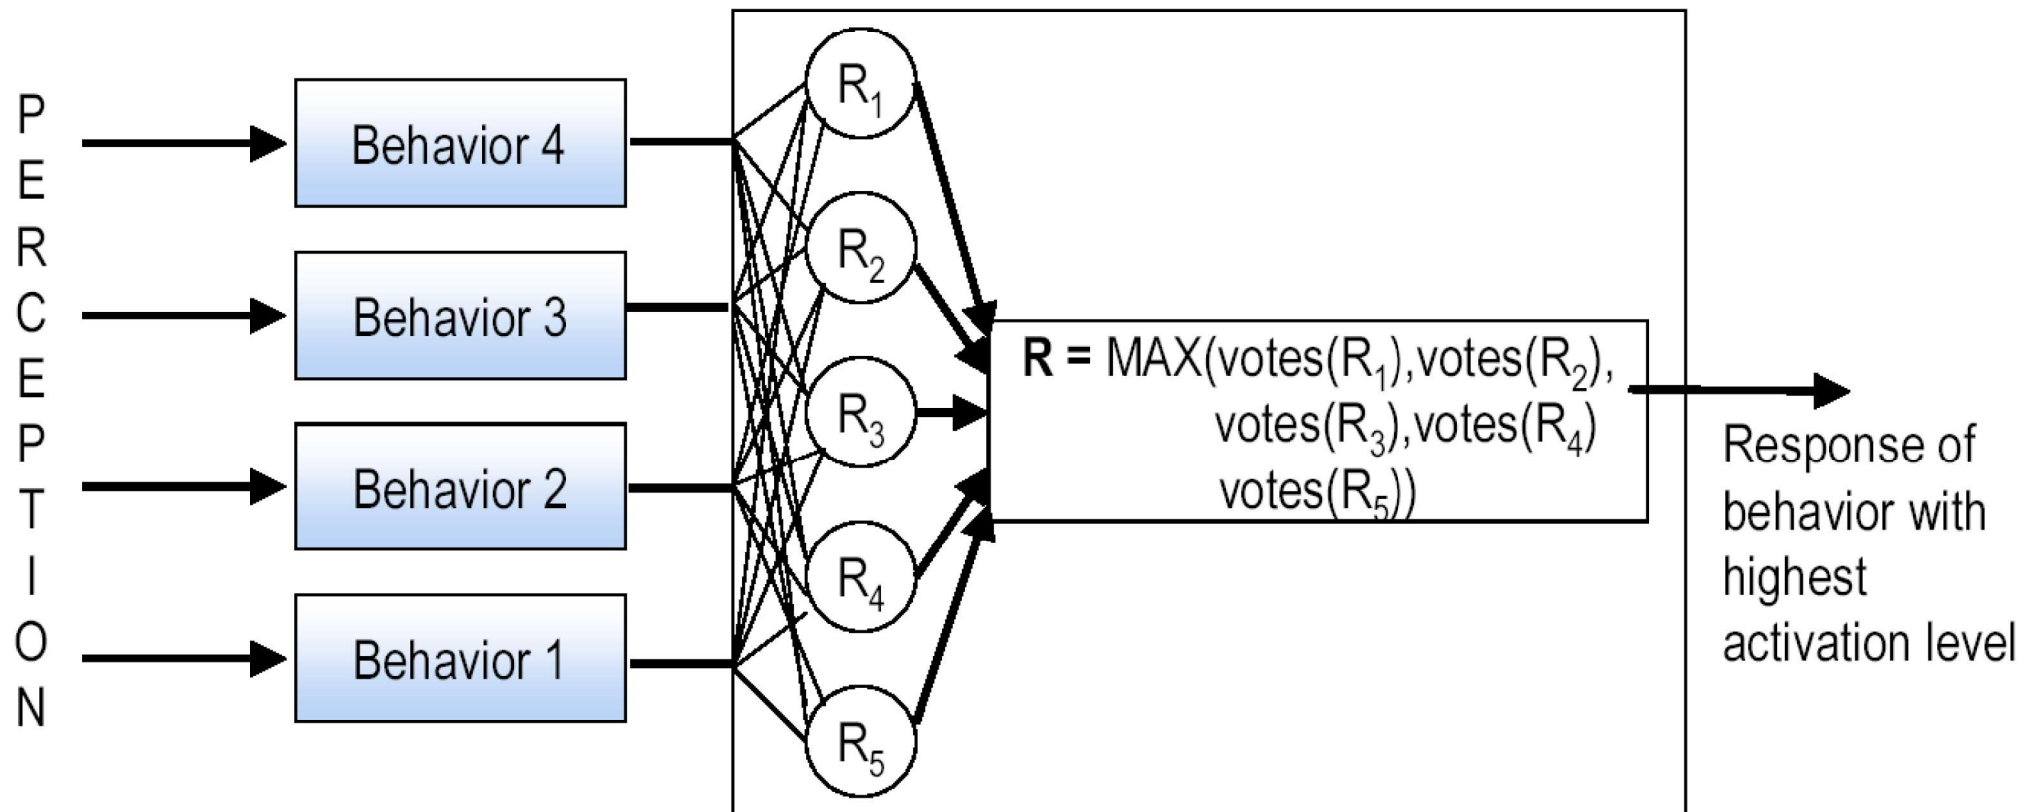 PERCEPTION
Behavior 4
Behavior 3
Behavior 2
Behavior 1
R1
R2
R3
R4
R5
R = MAX(votes(R1),votes(R2),
votes(R3),votes(R4)
votes(R5))
Response of
behavior with
highest
activation level